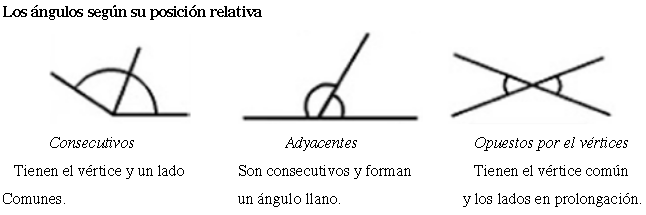 Los ángulos según su posición relativa
Consecutivos
Tienen el vértice y un lado
Comunes.
Adyacentes
Son consecutivos y forman
un ángulo llano.
Opuestos por el vértices
Tienen el vértice común
y los lados en prolongación.